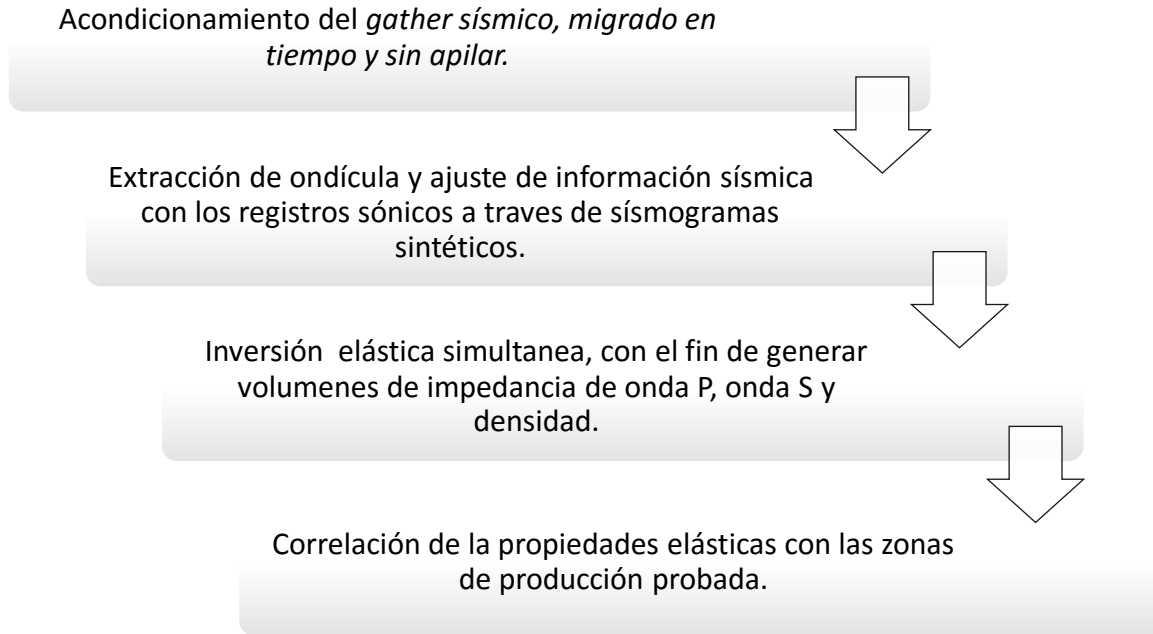 Acondicionamiento del gather sísmico, migrado en
tiempo y sin apilar.
Extracción de ondícula y ajuste de información sísmica
con los registros sónicos a traves de sísmogramas
sintéticos.
Inversión  elástica simultanea, con el fin de generar
volumenes de impedancia de onda P, onda S y
densidad.
Correlación de la propiedades elásticas con las zonas
de producción probada.